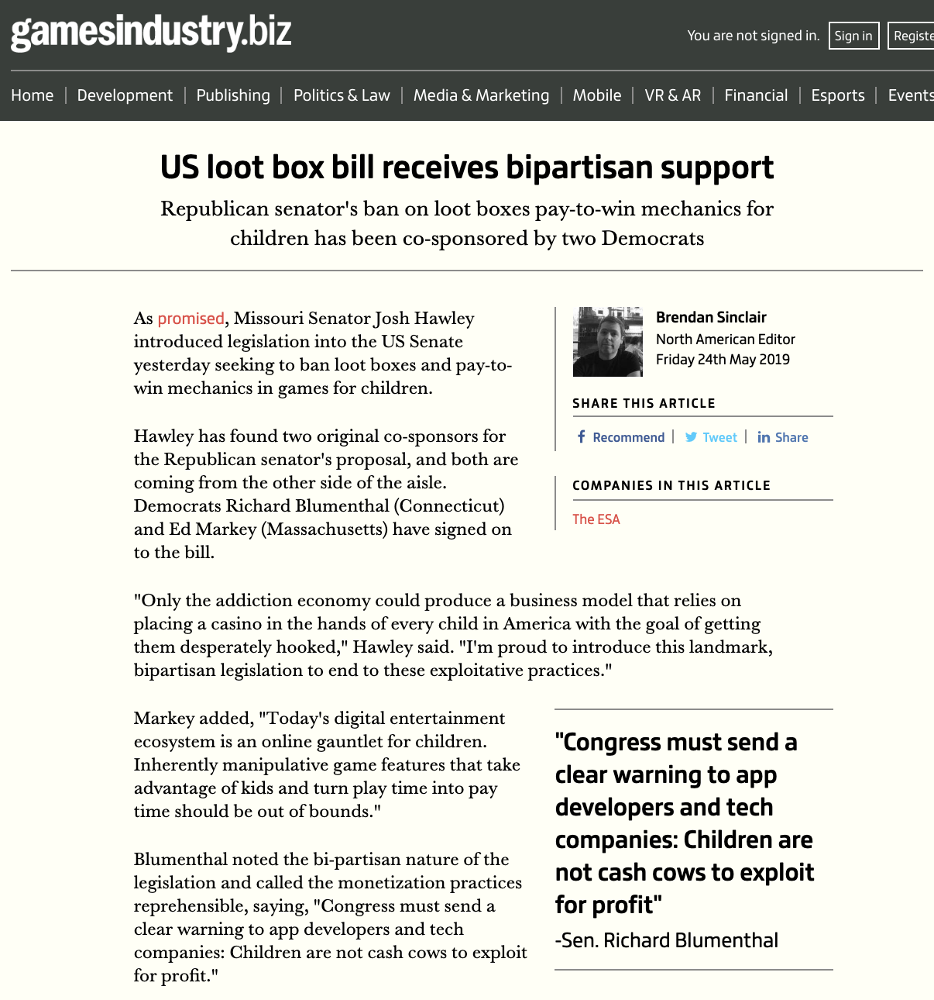 gamesindustry.biz
You are not signed in.
Sign in
Registe
Home
Development
Publishing
Politics & Law
Media & Marketing
Mobile
VR & AR
Financial
Esports
Events
US loot box bill receives bipartisan support
Republican senator's ban on loot boxes pay-to-win mechanics for
children has been co-sponsored by two Democrats
As promised, Missouri Senator Josh Hawley
introduced legislation into the US Senate
yesterday seeking to ban loot boxes and pay-to-
win mechanics in games for children.
Hawley has found two original co-sponsors for
the Republican senator's proposal, and both are
coming from the other side of the aisle.
Democrats Richard Blumenthal (Connecticut)
and Ed Markey (Massachusetts) have signed on
to the bill.
Brendan Sinclair
North American Editor
Friday 24th May 2019
SHARE THIS ARTICLE
Recommend
Tweet
Share
COMPANIES IN THIS ARTICLE
The ESA
"Only the addiction economy could produce a business model that relies on
placing a casino in the hands of every child in America with the goal of getting
them desperately hooked," Hawley said. "I'm proud to introduce this landmark,
bipartisan legislation to end to these exploitative practices."
Markey added, "Today's digital entertainment
ecosystem is an online gauntlet for children.
Inherently manipulative game features that take
advantage of kids and turn play time into pay
time should be out of bounds."
Blumenthal noted the bi-partisan nature of the
legislation and called the monetization practices
reprehensible, saying, "Congress must send a
clear warning to app developers and tech
companies: Children are not cash cows to exploit
for profit."
"Congress must send a
clear warning to app
developers and tech
companies: Children are
not cash cows to exploit
for profit"
-Sen. Richard Blumenthal